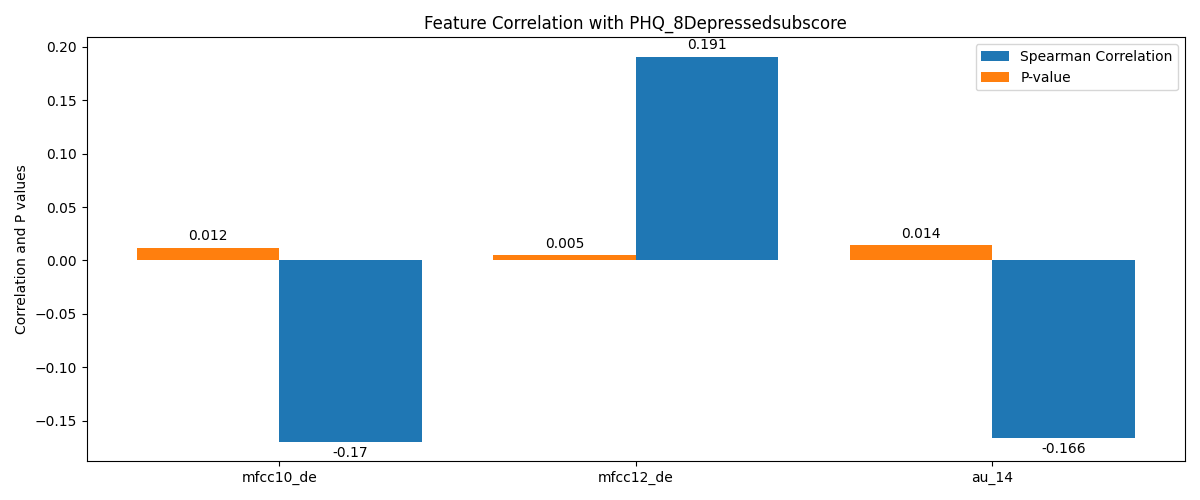 Feature Correlation with PHQ_8Depressedsubscore
Correlation and P values
0.20
0.15
0.10
0.05
0.00
−0.05
−0.10
−0.15
Spearman Correlation
P-value
0.012
-0.17
0.005
0.191
0.014
-0.166
mfcc10_de
mfcc12_de
au_14